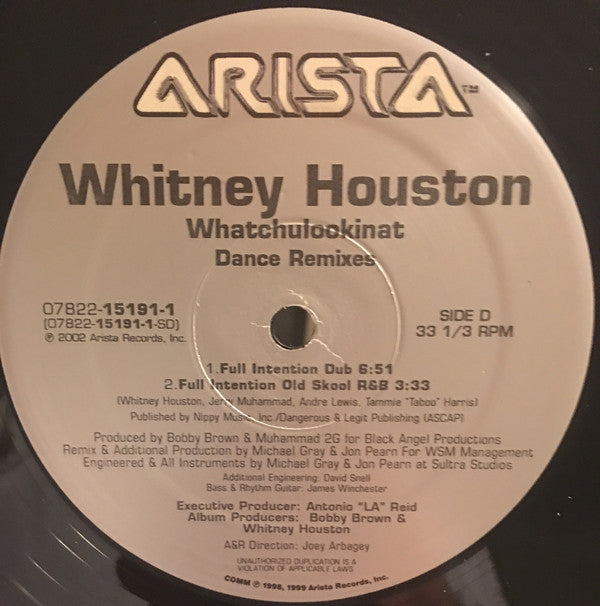 ARISTA™
Whitney Houston
Whatchulookinat
Dance Remixes
07822-15191-1
(07822-15191-1-SD)
℗ 2002 Arista Records, Inc.
SIDE D
33 1/3 RPM
1.Full Intention Dub 6:51
2.Full Intention Old Skool R&B 3:33
(Whitney Houston, Jerry Muhammad, Andre Lewis, Tammie "Taboo" Harris)
Published by Nippy Music, Inc./Dangerous & Legit Publishing (ASCAP)
Produced by Bobby Brown & Muhammad 2G for Black Angel Productions
Remix & Additional Production by Michael Gray & Jon Pearn For WSM Management
Engineered & All Instruments by Michael Gray & Jon Pearn at Sultra Studios
Additional Engineering: David Snell
Bass & Rhythm Guitar: James Winchester
Executive Producer: Antonio "LA" Reid
Album Producers: Bobby Brown &
Whitney Houston
A&R Direction: Joey Arbagey
UNAUTHORIZED DUPLICATION IS A
VIOLATION OF APPLICABLE LAWS
COMM ℗ 1998, 1999 Arista Records, Inc.